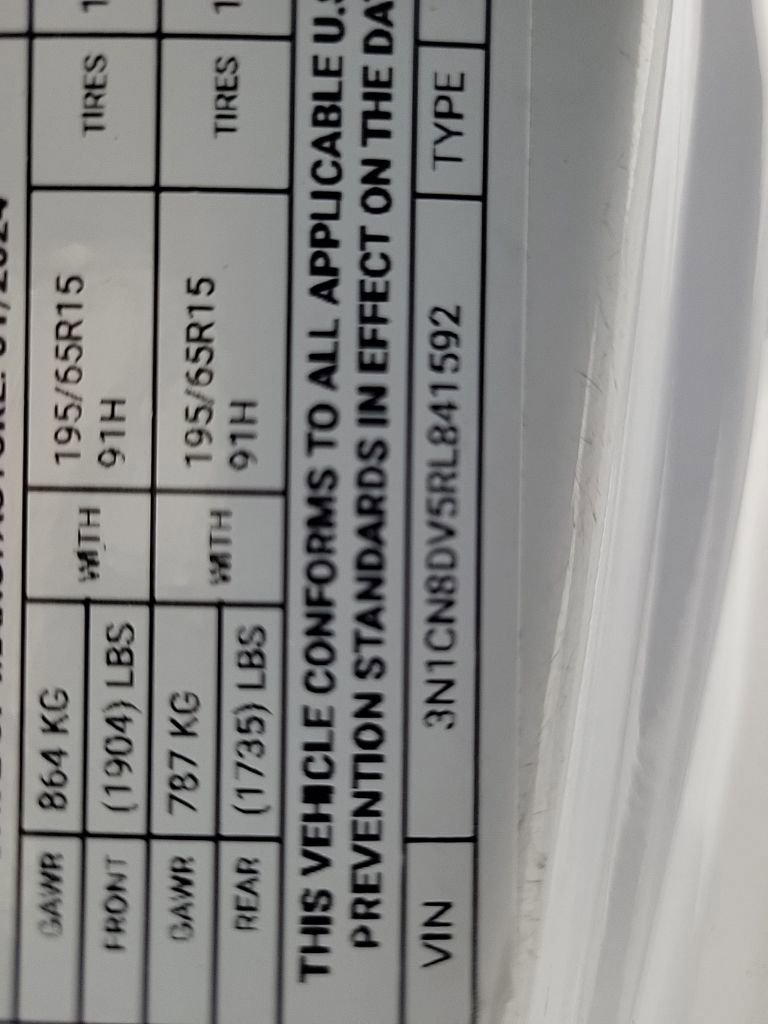 GAWR 864 KG WITH 195/65R15 TIRES
FRONT (1904) LBS 91H
GAWR 787 KG WITH 195/65R15 TIRES
REAR (1735) LBS 91H
THIS VEHICLE CONFORMS TO ALL APPLICABLE U.S
PREVENTION STANDARDS IN EFFECT ON THE DA
VIN 3N1CN8DV5RL841592 TYPE